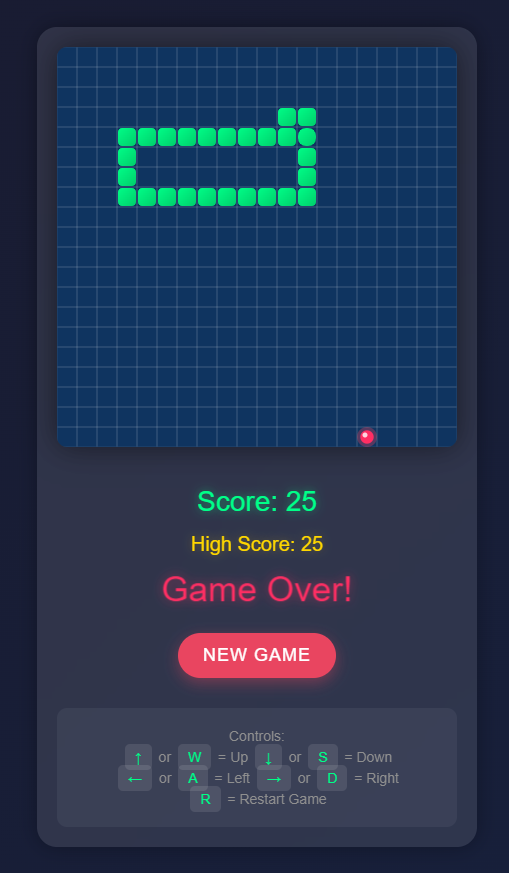 Score: 25
High Score: 25
Game Over!
NEW GAME
Controls:
↑ or W = Up ↓ or S = Down
← or A = Left → or D = Right
R = Restart Game